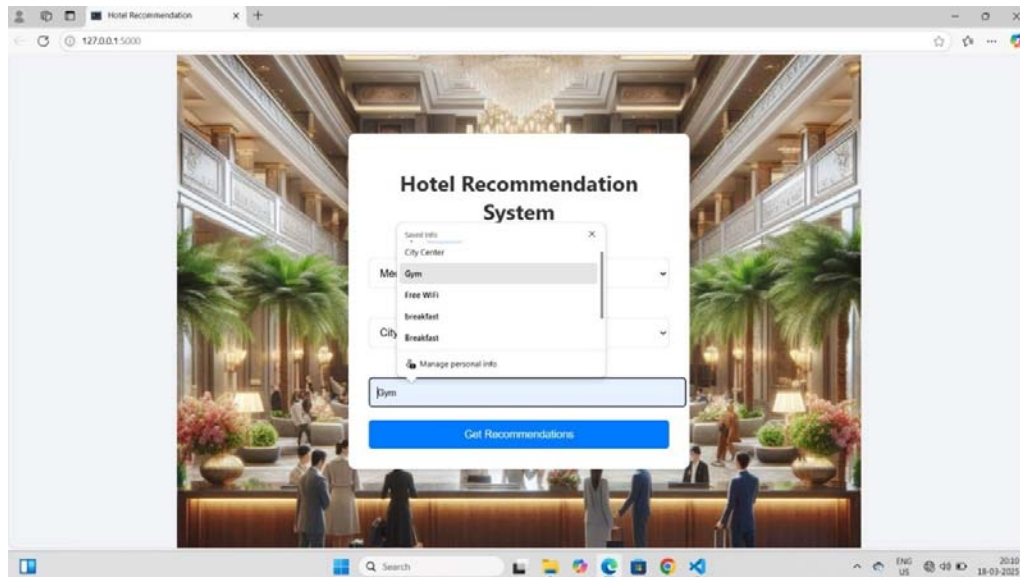 Hotel Recommendation
127.0.0.1:5000
Hotel Recommendation
System
Saved info
City Center
Gym
Free WiFi
breakfast
Breakfast
Manage personal info
City
Gym
Get Recommendations
Search
ENG
US
20:10
18-03-2025